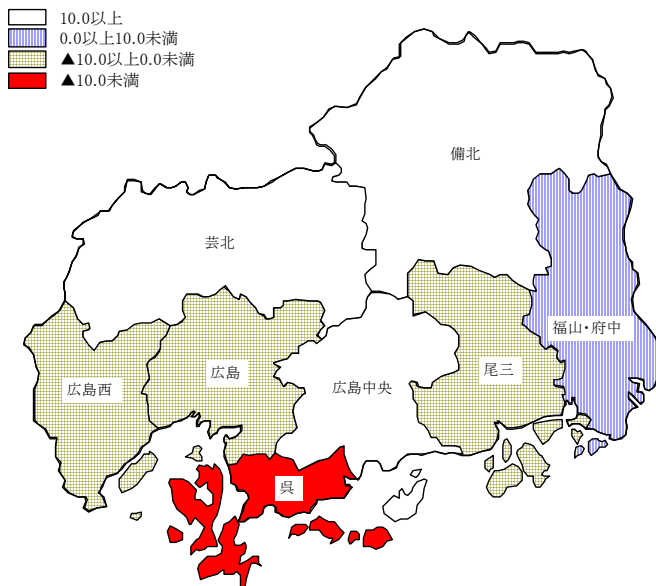 10.0以上
0.0以上10.0未満
▲10.0以上0.0未満
▲10.0未満
備北
芸北
福山・府中
広島西
広島
広島中央
尾三
呉